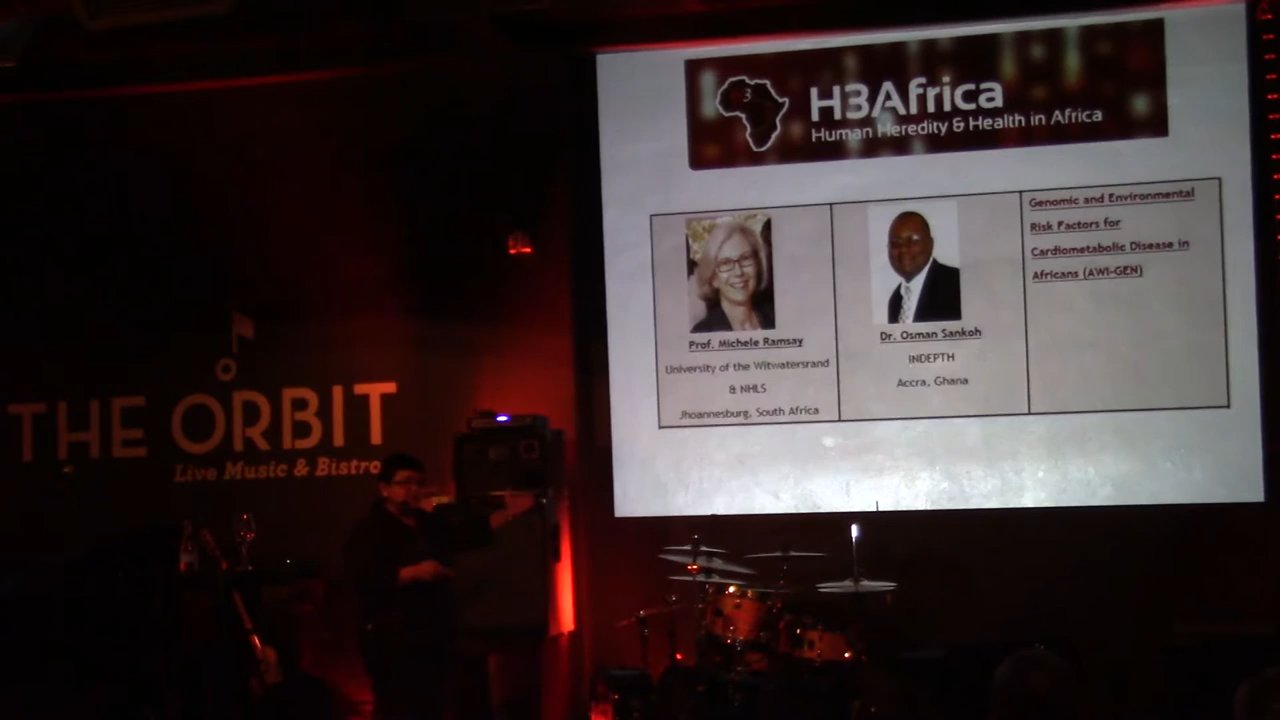 THE ORBIT
Live Music & Bistro
3
H3Africa
Human Heredity & Health in Africa
Prof. Michele Ramsay
University of the Witwatersrand
& NHLS
Jhoannesburg, South Africa
Dr. Osman Sankoh
INDEPTH
Accra, Ghana
Genomic and Environmental
Risk Factors for
Cardiometabolic Disease in
Africans (AWI-GEN)